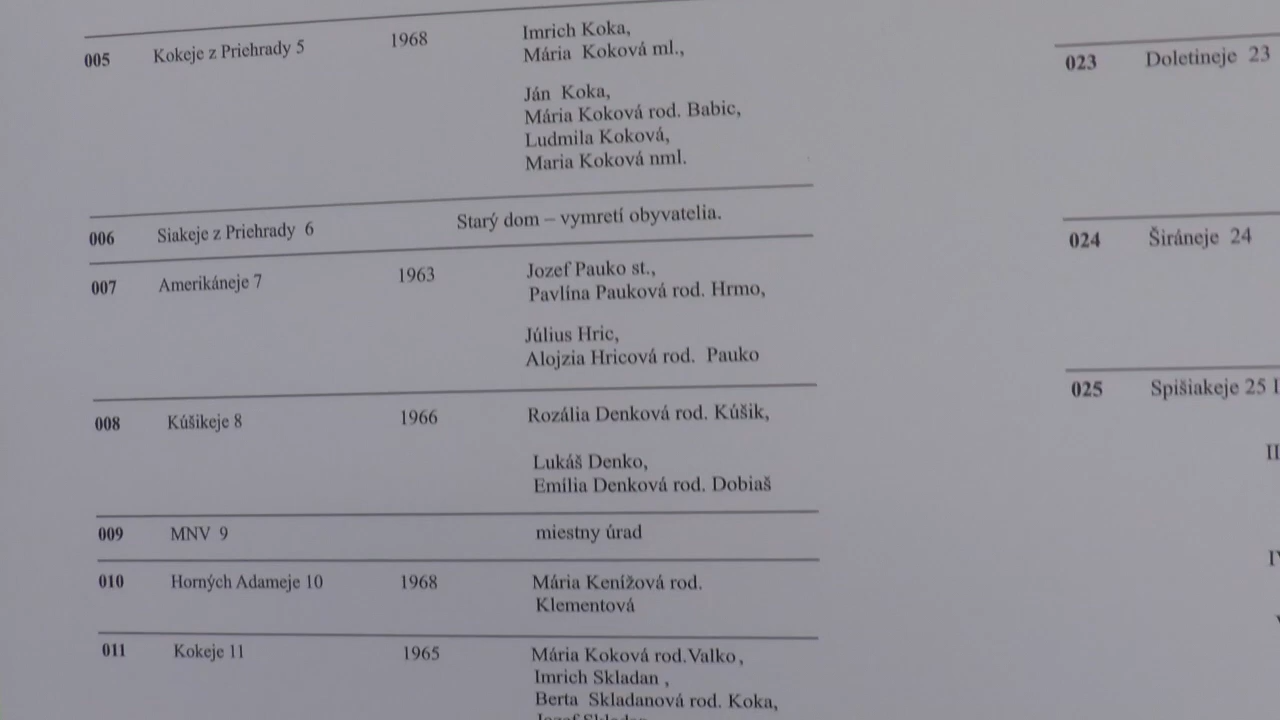 005 Kokeje z Priehrady 5 1968 Imrich Koka,
Mária Koková ml.,
Ján Koka,
Mária Koková rod. Babic,
Ludmila Koková,
Maria Koková nml.
006 Siakeje z Priehrady 6 Starý dom – vymretí obyvatelia.
007 Amerikáneje 7 1963 Jozef Pauko st.,
Pavlína Pauková rod. Hrmo,
Július Hric,
Alojzia Hricová rod. Pauko
008 Kúšikeje 8 1966 Rozália Denková rod. Kúšik,
Lukáš Denko,
Emília Denková rod. Dobiaš
009 MNV 9 miestny úrad
010 Horných Adameje 10 1968 Mária Kenížová rod.
Klementová
011 Kokeje 11 1965 Mária Koková rod.Valko,
Imrich Skladan ,
Berta Skladanová rod. Koka,
Jozef Skladan
023 Doletineje 23
024 Širáneje 24
025 Spišiakeje 25